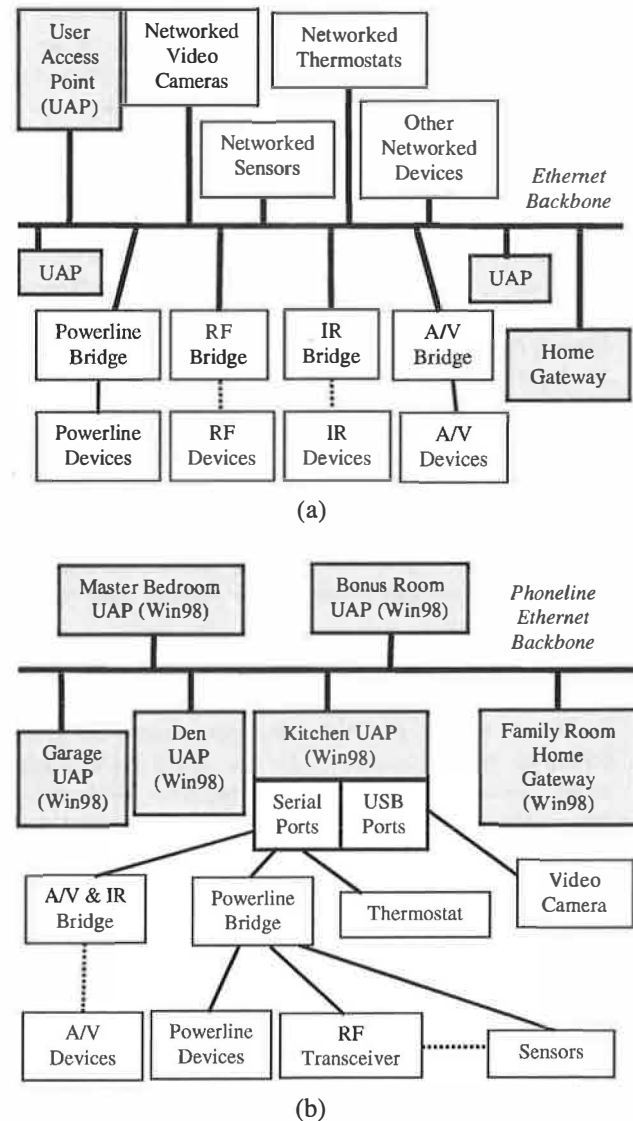 User
Access
Point
(UAP)
Networked
Video
Cameras
Networked
Thermostats
Networked
Sensors
Other
Networked
Devices
Ethernet
Backbone
UAP
UAP
Powerline
Bridge
RF
Bridge
IR
Bridge
A/V
Bridge
Home
Gateway
Powerline
Devices
RF
Devices
IR
Devices
A/V
Devices
(a)
Master Bedroom
UAP (Win98)
Bonus Room
UAP (Win98)
Phoneline
Ethernet
Backbone
Garage
UAP
(Win98)
Den
UAP
(Win98)
Kitchen UAP
(Win98)
Family Room
Home
Gateway
(Win98)
Serial
Ports
USB
Ports
A/V & IR
Bridge
Powerline
Bridge
Thermostat
Video
Camera
A/V
Devices
Powerline
Devices
RF
Transceiver
Sensors
(b)